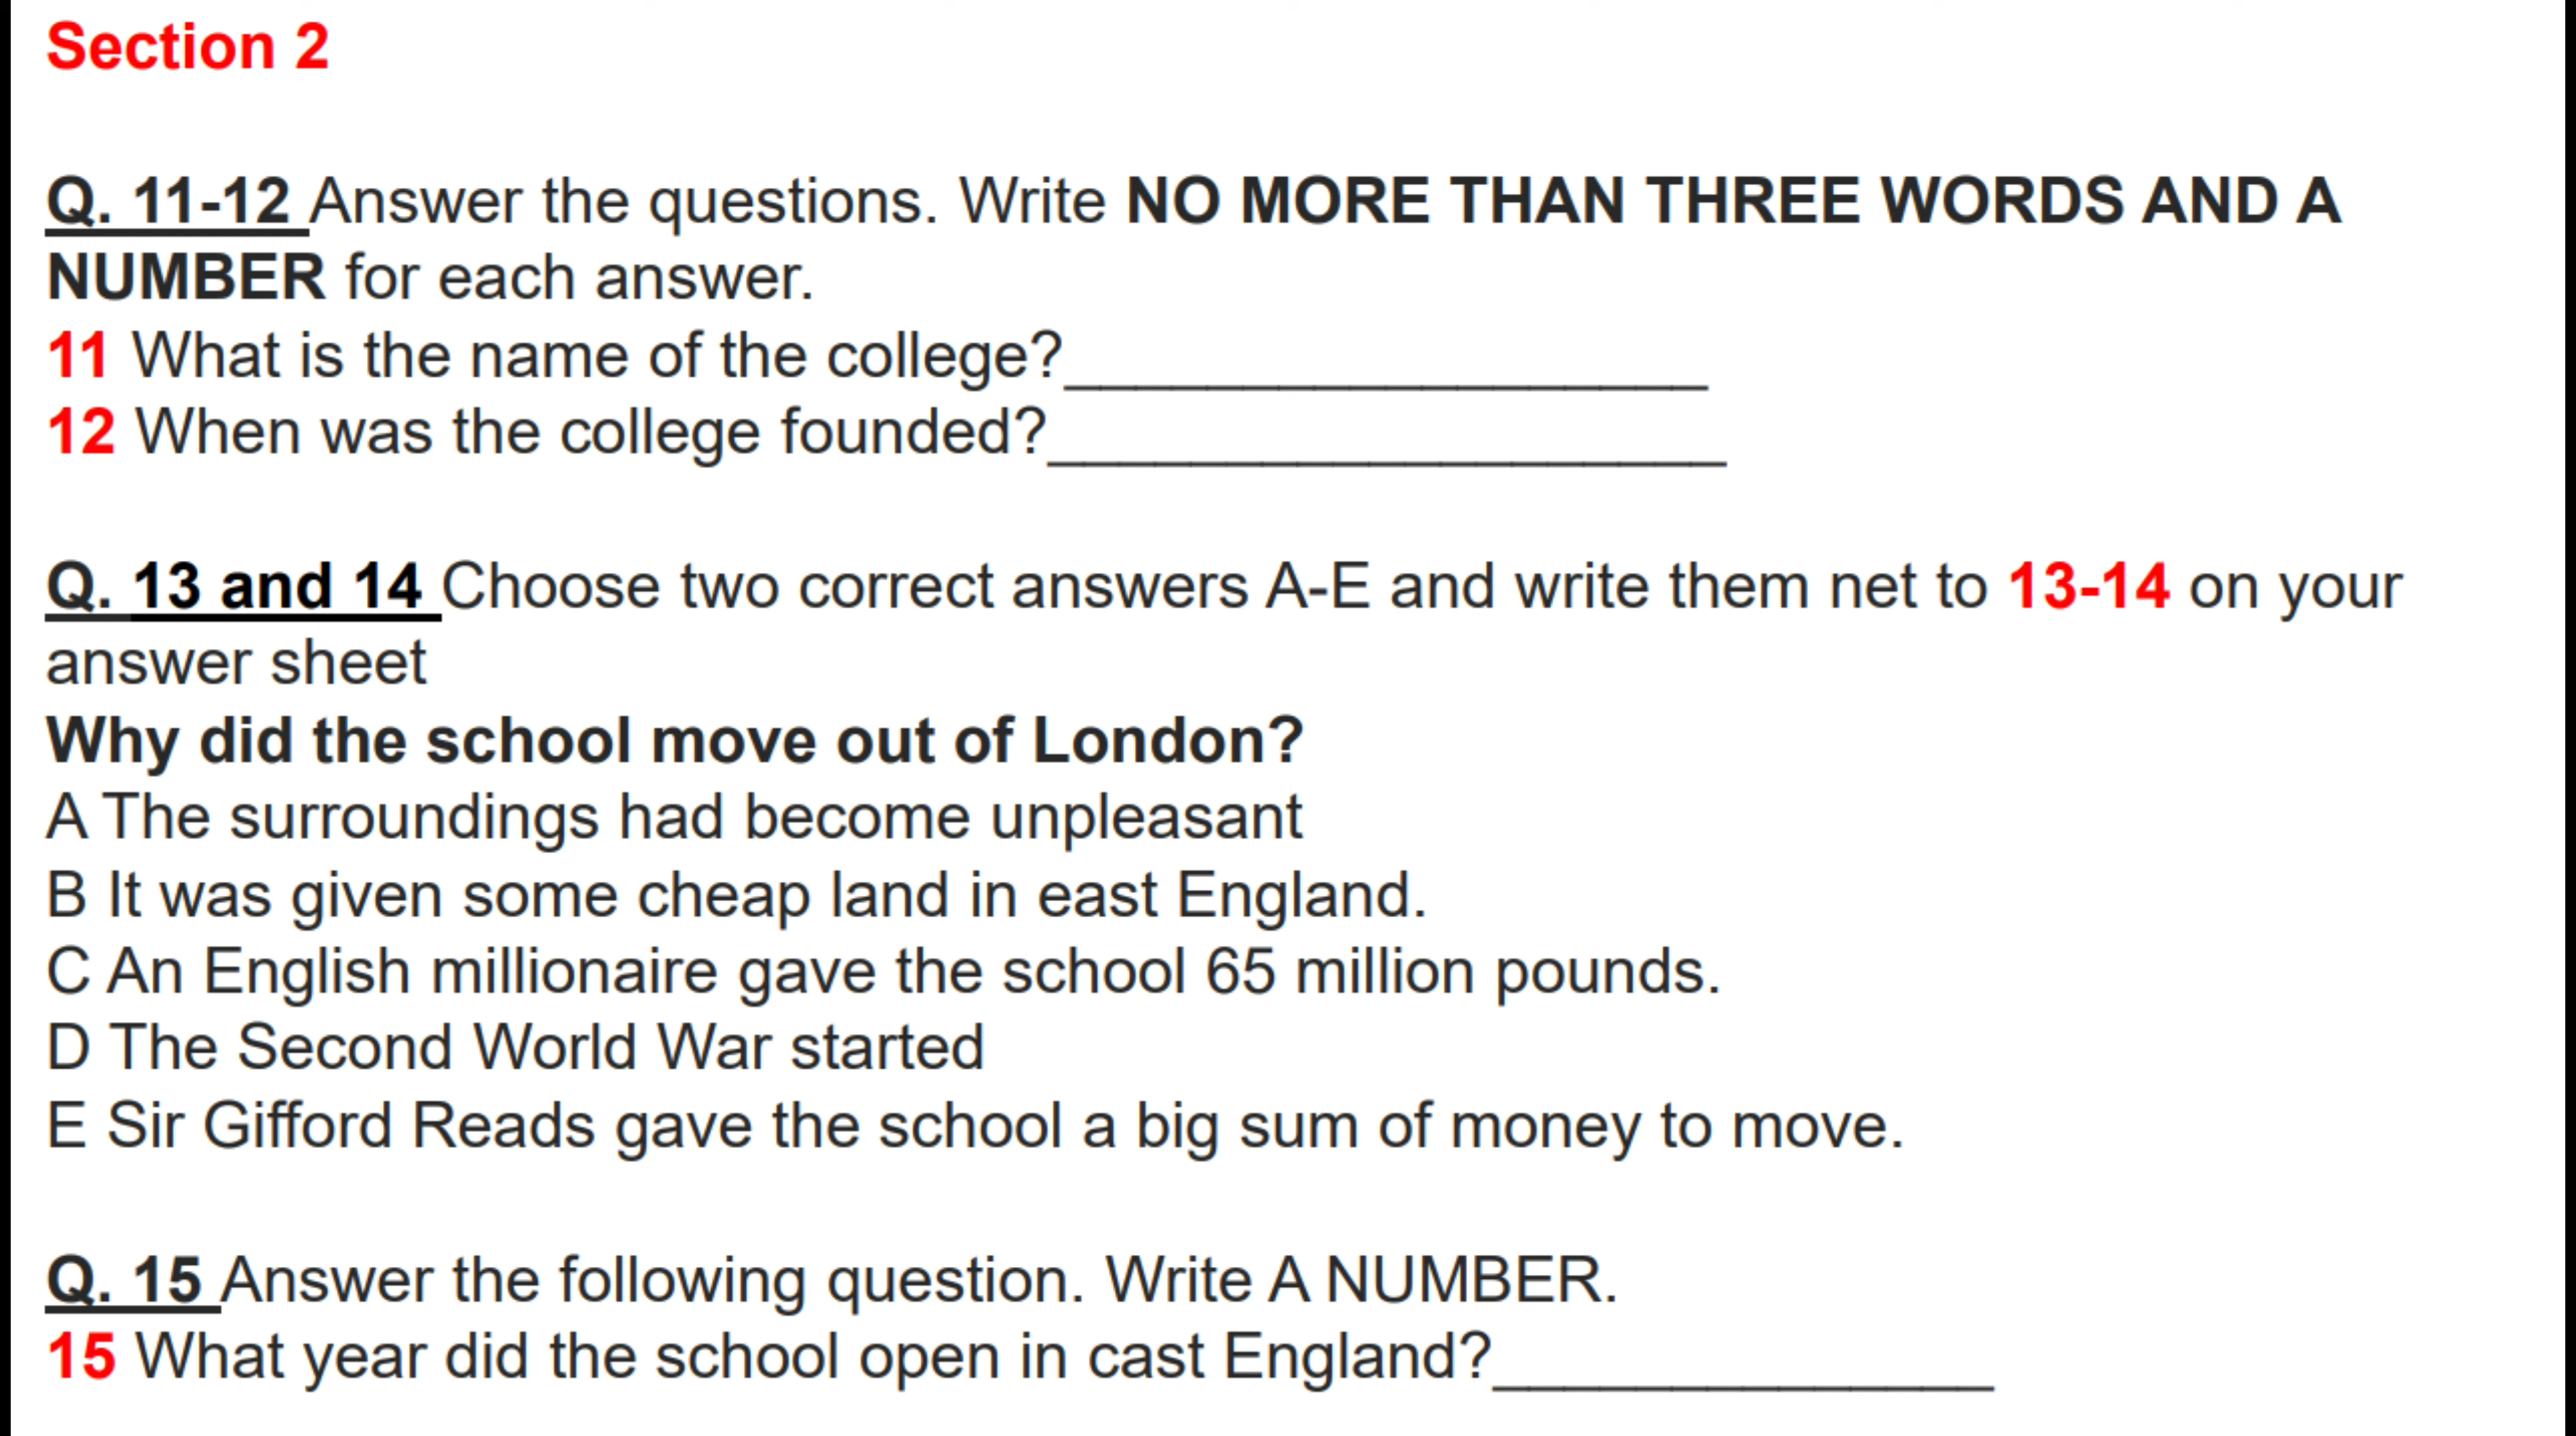 Section 2
Q. 11-12 Answer the questions. Write NO MORE THAN THREE WORDS AND A
NUMBER for each answer.
11 What is the name of the college?__________________
12 When was the college founded?___________________
Q. 13 and 14 Choose two correct answers A-E and write them net to 13-14 on your
answer sheet
Why did the school move out of London?
A The surroundings had become unpleasant
B It was given some cheap land in east England.
C An English millionaire gave the school 65 million pounds.
D The Second World War started
E Sir Gifford Reads gave the school a big sum of money to move.
Q. 15 Answer the following question. Write A NUMBER.
15 What year did the school open in cast England?______________